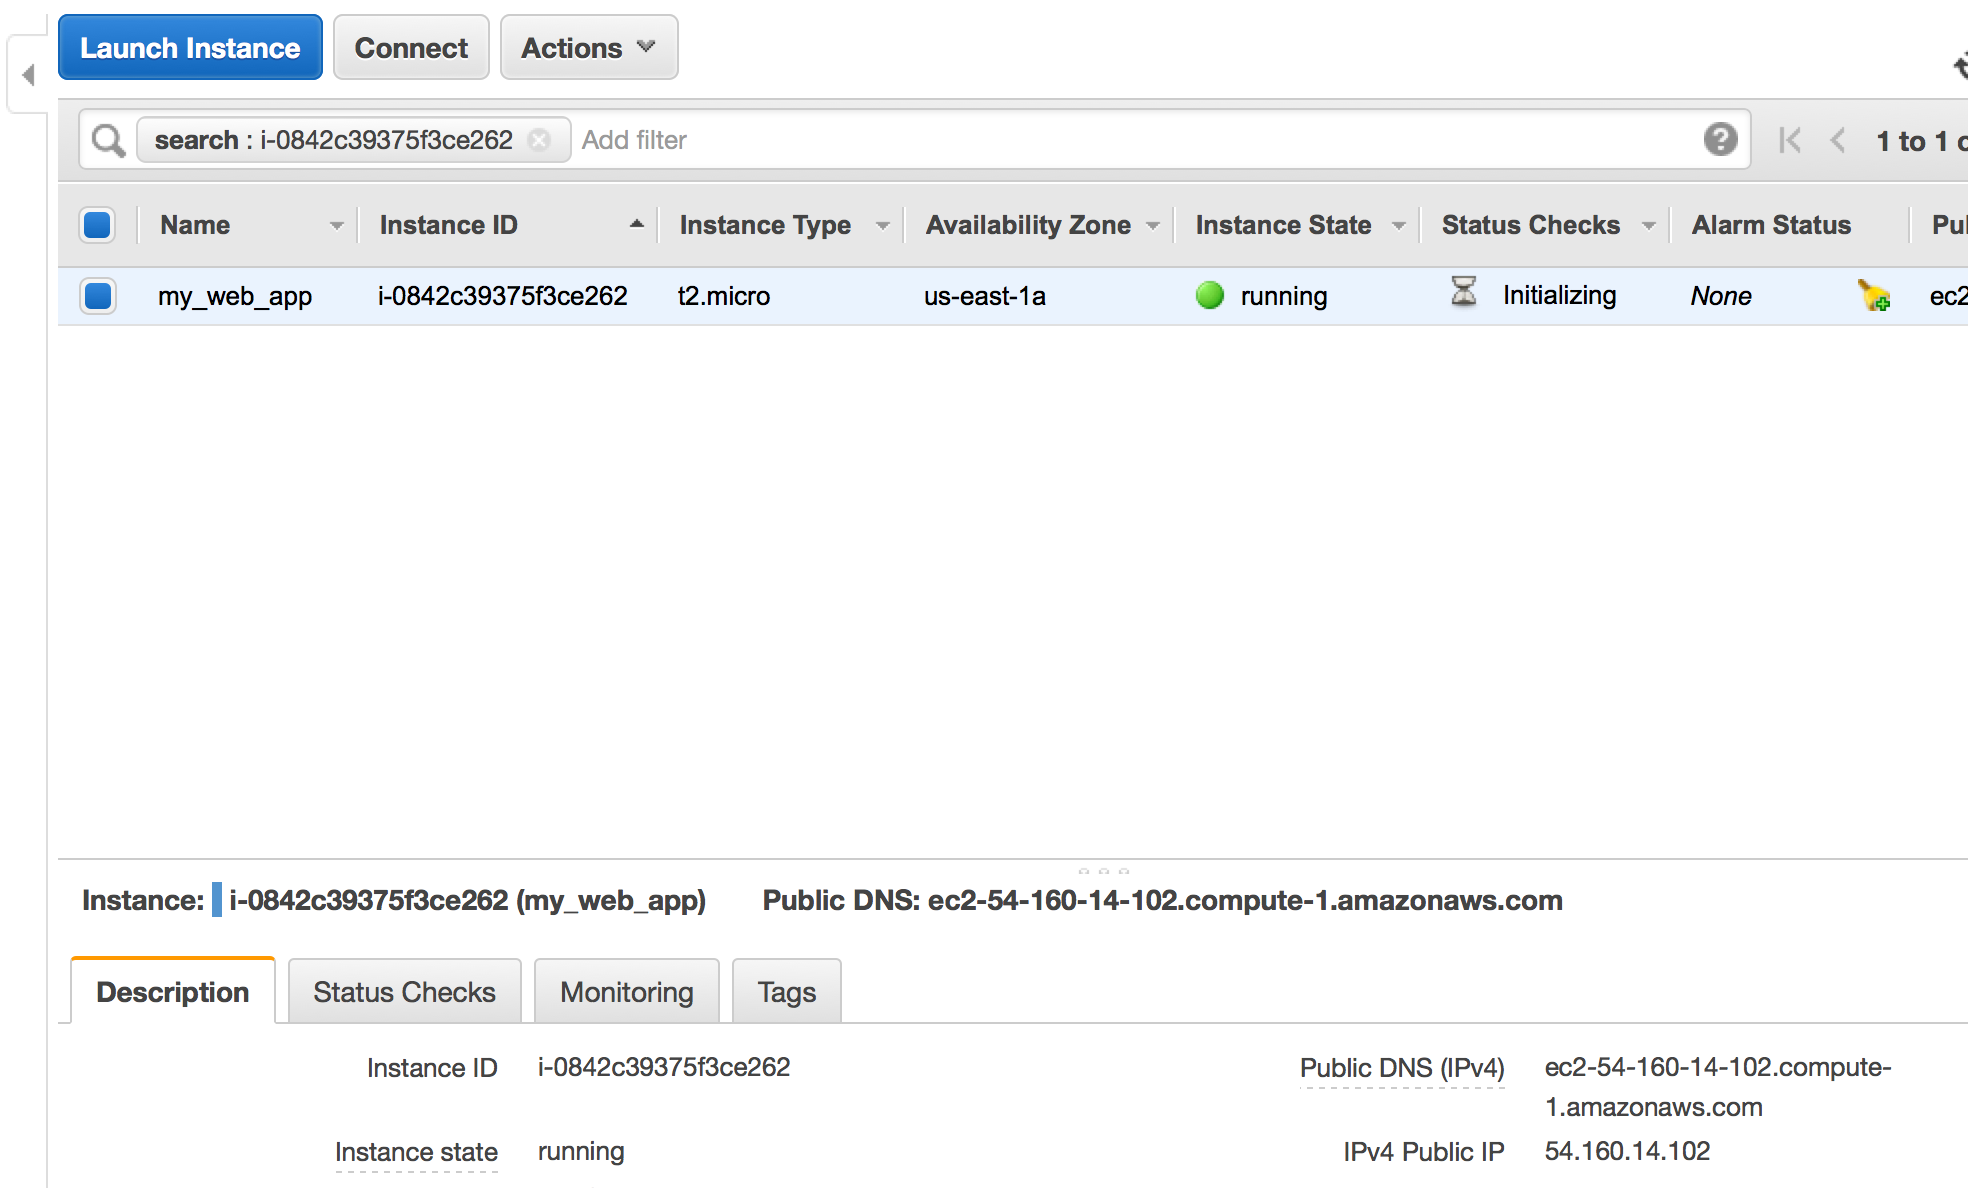 Launch Instance Connect Actions
search : i-0842c39375f3ce262 Add filter ? 1 to 1
Name Instance ID Instance Type Availability Zone Instance State Status Checks Alarm Status
my_web_app i-0842c39375f3ce262 t2.micro us-east-1a running Initializing None ec2
Instance: i-0842c39375f3ce262 (my_web_app) Public DNS: ec2-54-160-14-102.compute-1.amazonaws.com
Description Status Checks Monitoring Tags
Instance ID i-0842c39375f3ce262 Public DNS (IPv4) ec2-54-160-14-102.compute-
1.amazonaws.com
Instance state running IPv4 Public IP 54.160.14.102